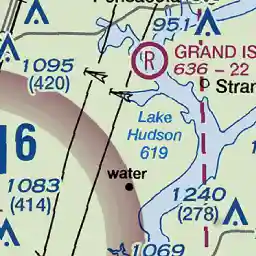 951
GRAND IS
R
636 – 22
1095
(420)
Stran
Lake
Hudson
619
16
water
1083
(414)
1240
(278)
1069